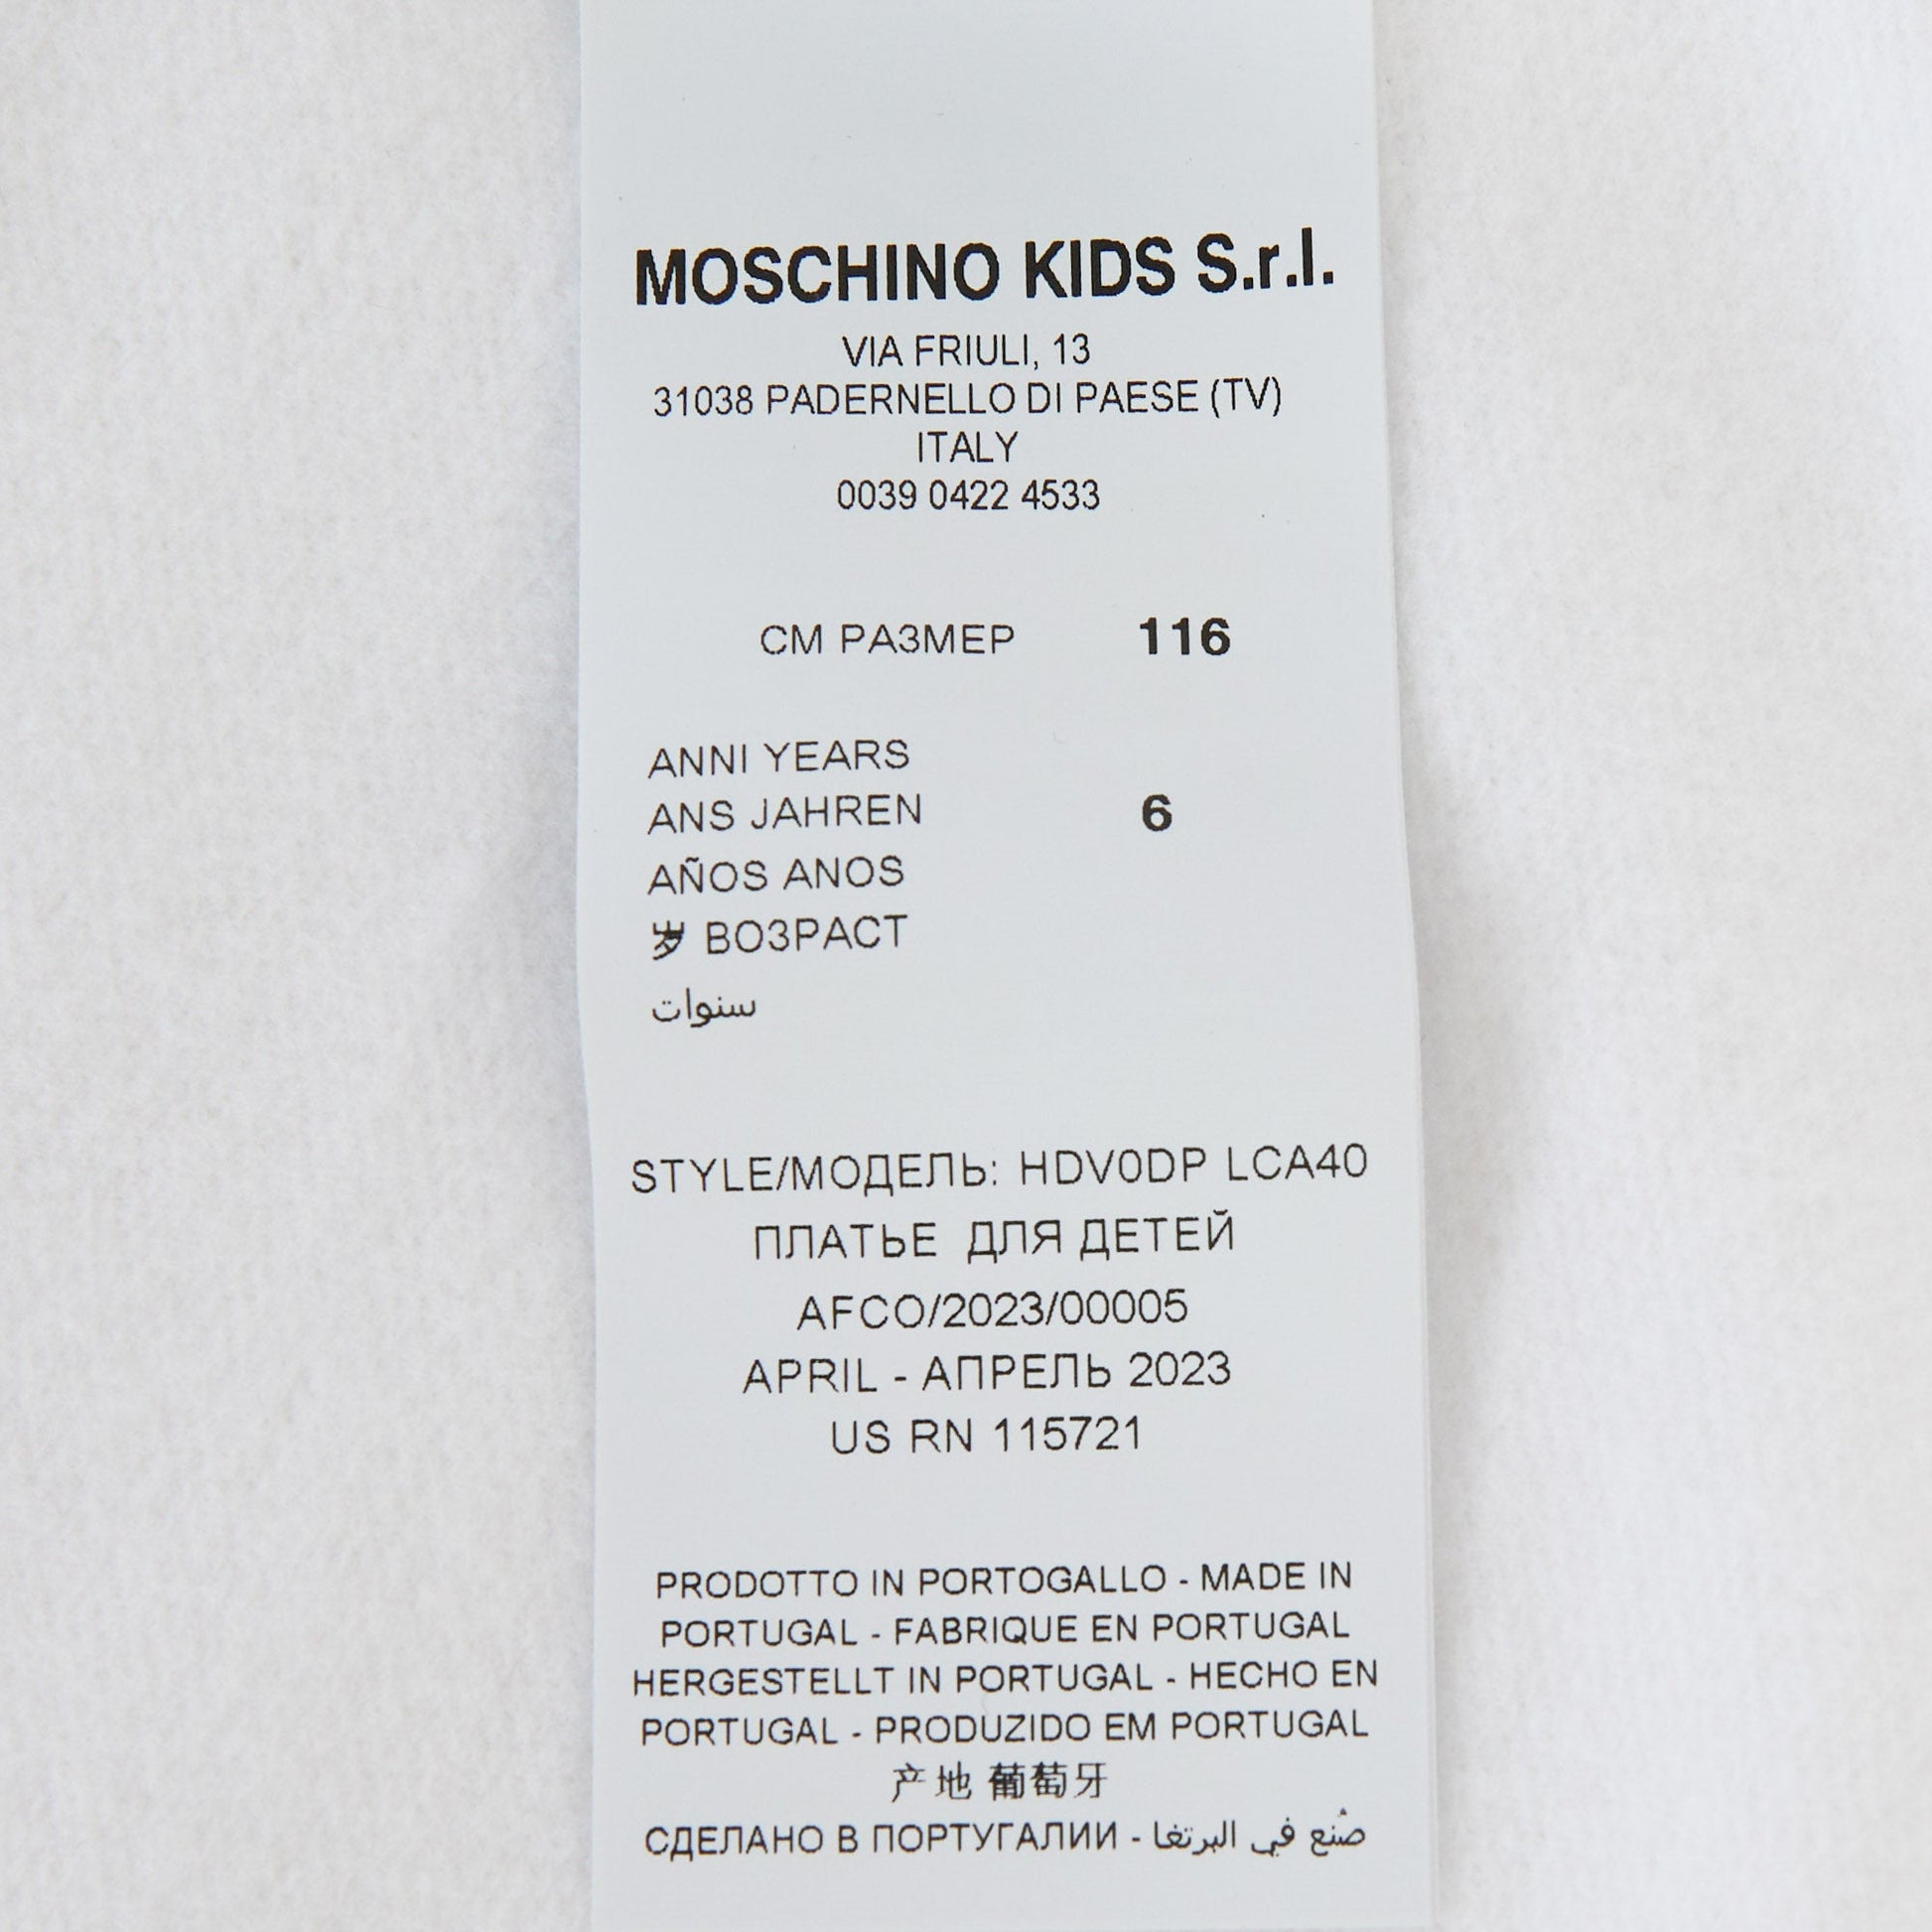 MOSCHINO KIDS S.r.l.
VIA FRIULI, 13
31038 PADERNELLO DI PAESE (TV)
ITALY
0039 0422 4533
СМ РАЗМЕР 116
ANNI YEARS
ANS JAHREN 6
AÑOS ANOS
岁 ВОЗРАСТ
سنوات
STYLE/МОДЕЛЬ: HDV0DP LCA40
ПЛАТЬЕ ДЛЯ ДЕТЕЙ
AFCO/2023/00005
APRIL - АПРЕЛЬ 2023
US RN 115721
PRODOTTO IN PORTOGALLO - MADE IN
PORTUGAL - FABRIQUE EN PORTUGAL
HERGESTELLT IN PORTUGAL - HECHO EN
PORTUGAL - PRODUZIDO EM PORTUGAL
产地 葡萄牙
СДЕЛАНО В ПОРТУГАЛИИ - صُنع في البرتغا